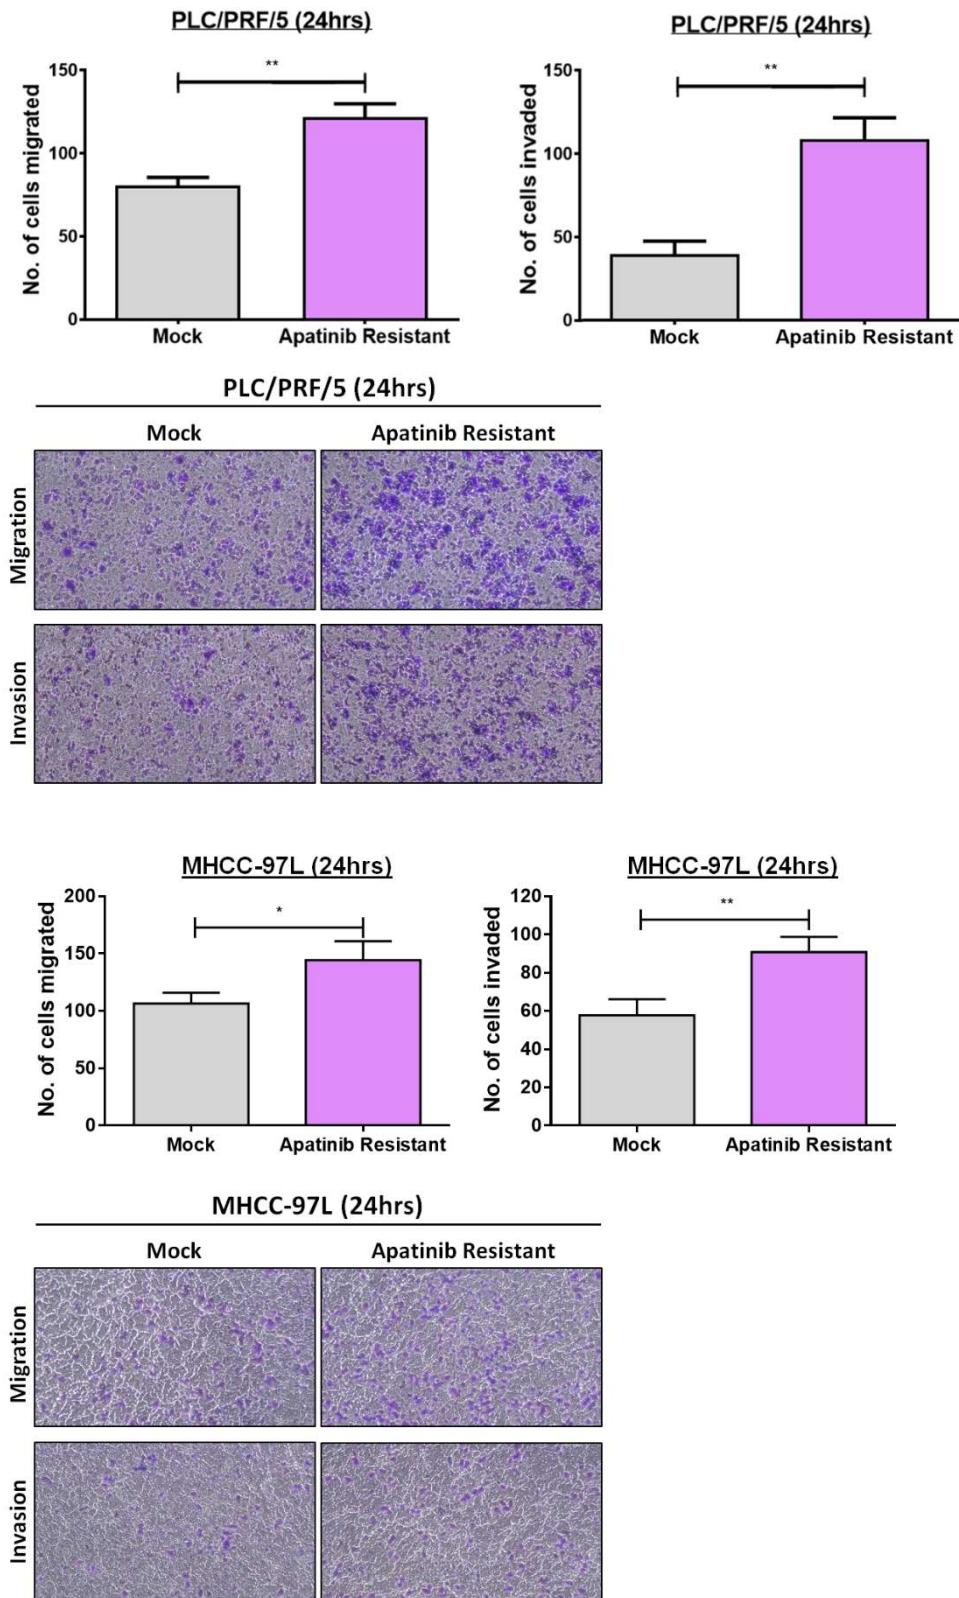 PLC/PRF/5 (24hrs)
**
No. of cells migrated
150
100
50
0
Mock Apatinib Resistant
PLC/PRF/5 (24hrs)
**
No. of cells invaded
150
100
50
0
Mock Apatinib Resistant
PLC/PRF/5 (24hrs)
Mock Apatinib Resistant
Migration
Invasion
MHCC-97L (24hrs)
*
No. of cells migrated
200
150
100
50
0
Mock Apatinib Resistant
MHCC-97L (24hrs)
**
No. of cells invaded
120
100
80
60
40
20
0
Mock Apatinib Resistant
MHCC-97L (24hrs)
Mock Apatinib Resistant
Migration
Invasion